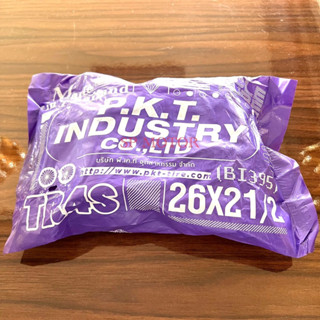 P.K.T.
INDUSTRY
CO.,LTD.
บริษัท พี.เค.ที อุตสาหกรรม จำกัด
http://www.pkt-tire.com
(BI395)
TR4S
26X21/2